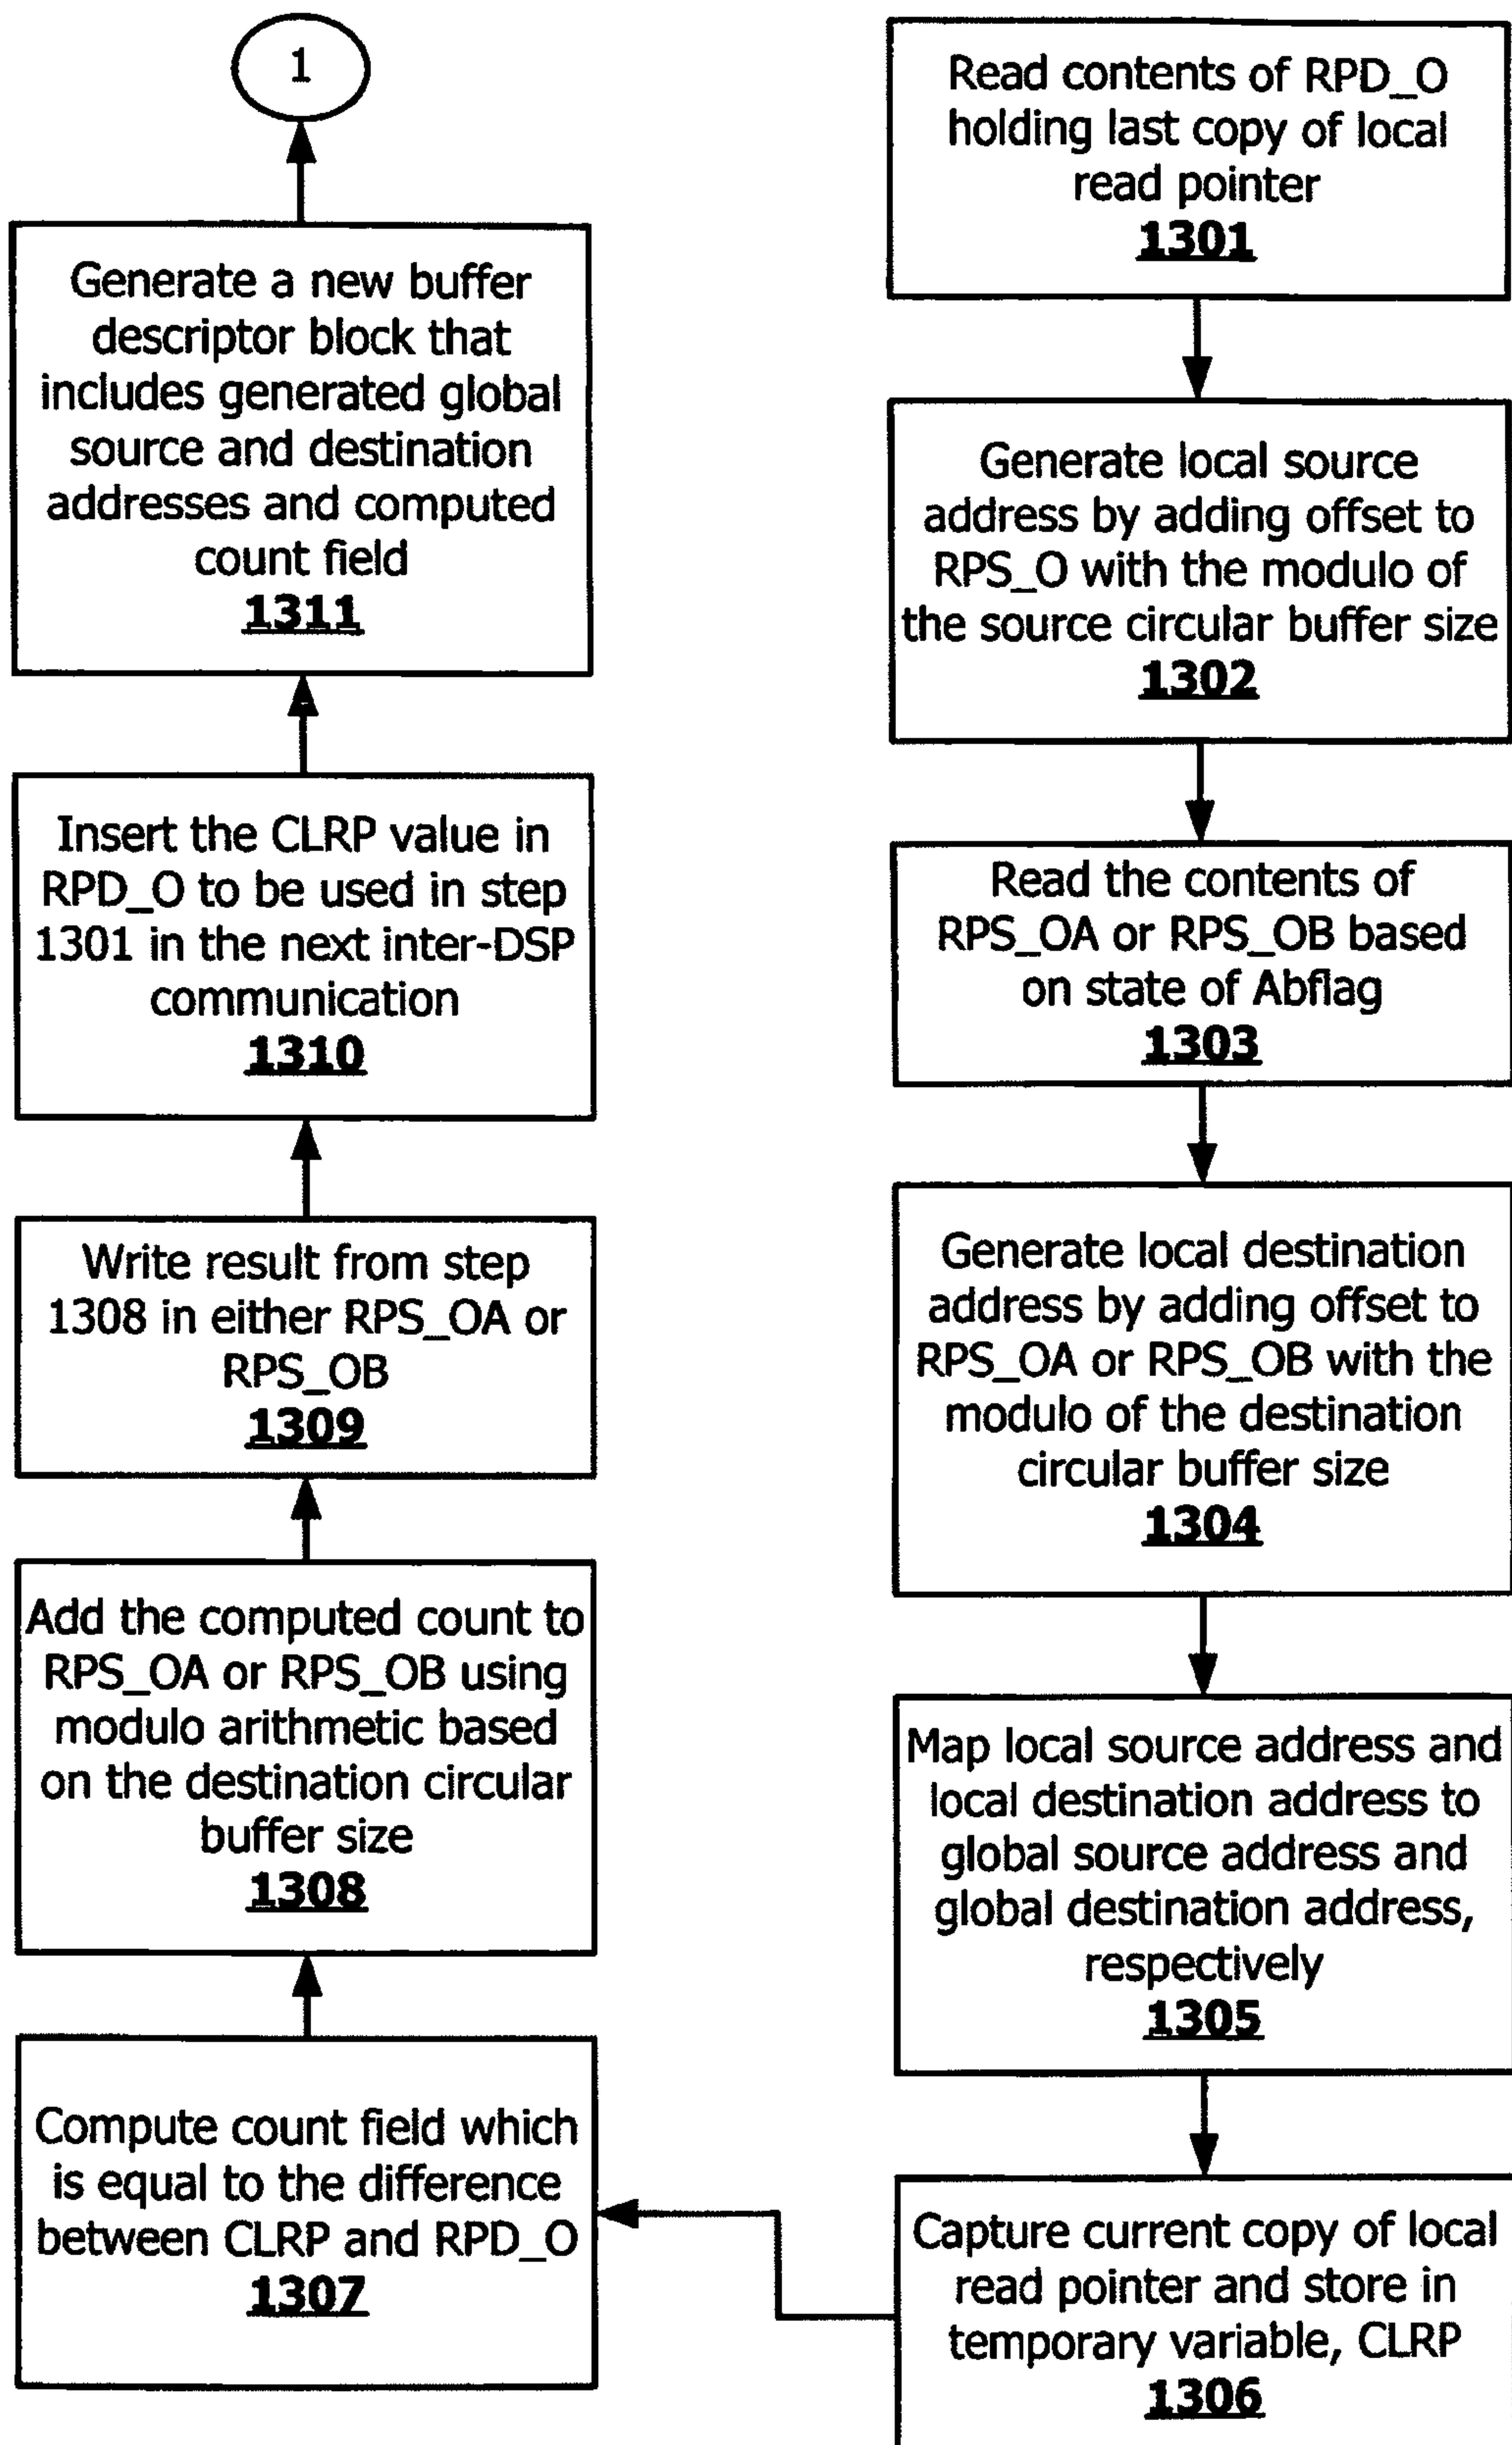 Read contents of RPD_O
holding last copy of local
read pointer
1301
Generate local source
address by adding offset to
RPS_O with the modulo of
the source circular buffer size
1302
Read the contents of
RPS_OA or RPS_OB based
on state of Abflag
1303
Generate local destination
address by adding offset to
RPS_OA or RPS_OB with the
modulo of the destination
circular buffer size
1304
Map local source address and
local destination address to
global source address and
global destination address,
respectively
1305
Capture current copy of local
read pointer and store in
temporary variable, CLRP
1306
Compute count field which
is equal to the difference
between CLRP and RPD_O
1307
Add the computed count to
RPS_OA or RPS_OB using
modulo arithmetic based
on the destination circular
buffer size
1308
Write result from step
1308 in either RPS_OA or
RPS_OB
1309
Insert the CLRP value in
RPD_O to be used in step
1301 in the next inter-DSP
communication
1310
Generate a new buffer
descriptor block that
includes generated global
source and destination
addresses and computed
count field
1311
1